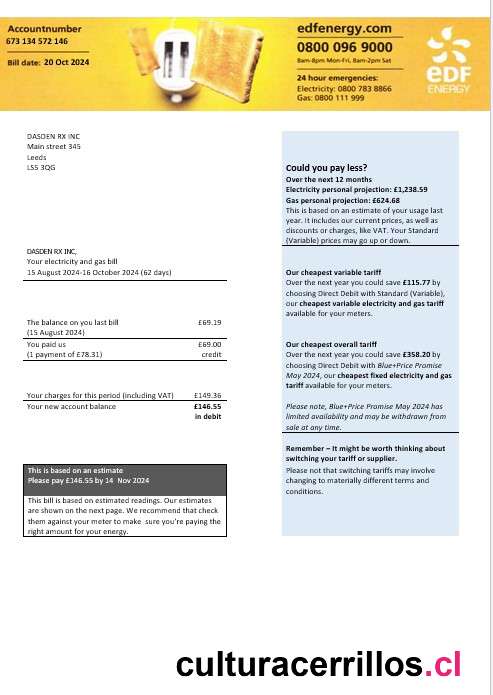 Accountnumber
673 134 572 146
Bill date: 20 Oct 2024
edfenergy.com
0800 096 9000
8am-8pm Mon-Fri, 8am-2pm Sat
24 hour emergencies:
Electricity: 0800 783 8866
Gas: 0800 111 999
eDF
ENERGY
DASDEN RX INC
Main street 345
Leeds
LS5 3QG
DASDEN RX INC,
Your electricity and gas bill
15 August 2024-16 October 2024 (62 days)
The balance on you last bill £69.19
(15 August 2024)
You paid us £69.00
(1 payment of £78.31) credit
Your charges for this period (including VAT) £149.36
Your new account balance £146.55
in debit
This is based on an estimate
Please pay £146.55 by 14 Nov 2024
This bill is based on estimated readings. Our estimates
are shown on the next page. We recommend that check
them against your meter to make sure you're paying the
right amount for your energy.
Could you pay less?
Over the next 12 months
Electricity personal projection: £1,238.59
Gas personal projection: £624.68
This is based on an estimate of your usage last
year. It includes our current prices, as well as
discounts or charges, like VAT. Your Standard
(Variable) prices may go up or down.
Our cheapest variable tariff
Over the next year you could save £115.77 by
choosing Direct Debit with Standard (Variable),
our cheapest variable electricity and gas tariff
available for your meters.
Our cheapest overall tariff
Over the next year you could save £358.20 by
choosing Direct Debit with Blue+Price Promise
May 2024, our cheapest fixed electricity and gas
tariff available for your meters.
Please note, Blue+Price Promise May 2024 has
limited availability and may be withdrawn from
sale at any time.
Remember – It might be worth thinking about
switching your tariff or supplier.
Please not that switching tariffs may involve
changing to materially different terms and
conditions.
culturacerrillos.cl